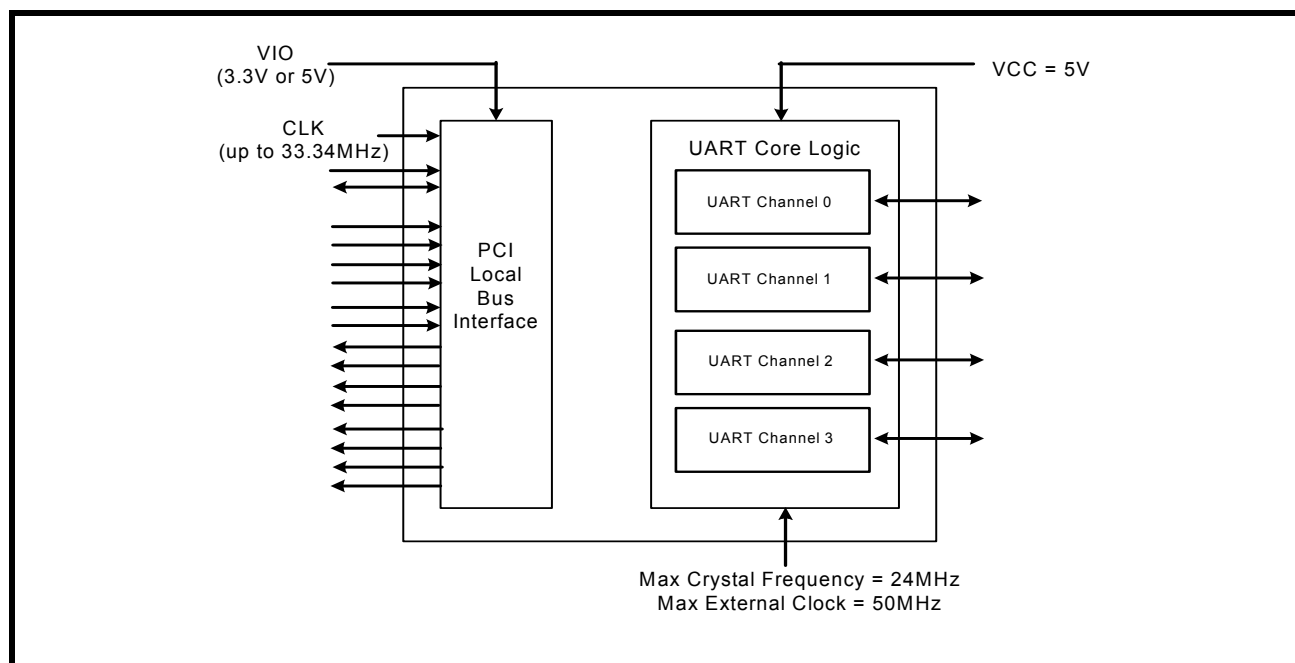 VIO
(3.3V or 5V)
VCC = 5V
CLK
(up to 33.34MHz)
PCI
Local
Bus
Interface
UART Core Logic
UART Channel 0
UART Channel 1
UART Channel 2
UART Channel 3
Max Crystal Frequency = 24MHz
Max External Clock = 50MHz